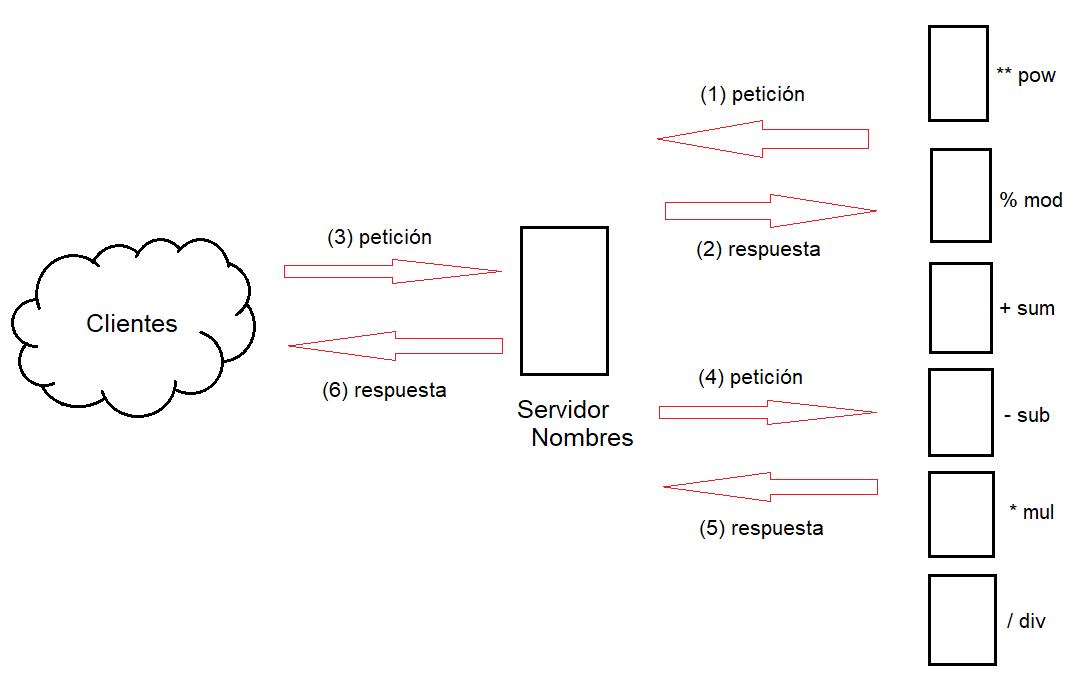 ** pow
(1) petición
% mod
(3) petición
(2) respuesta
+ sum
Clientes
(6) respuesta
(4) petición
Servidor
Nombres
- sub
* mul
(5) respuesta
/ div